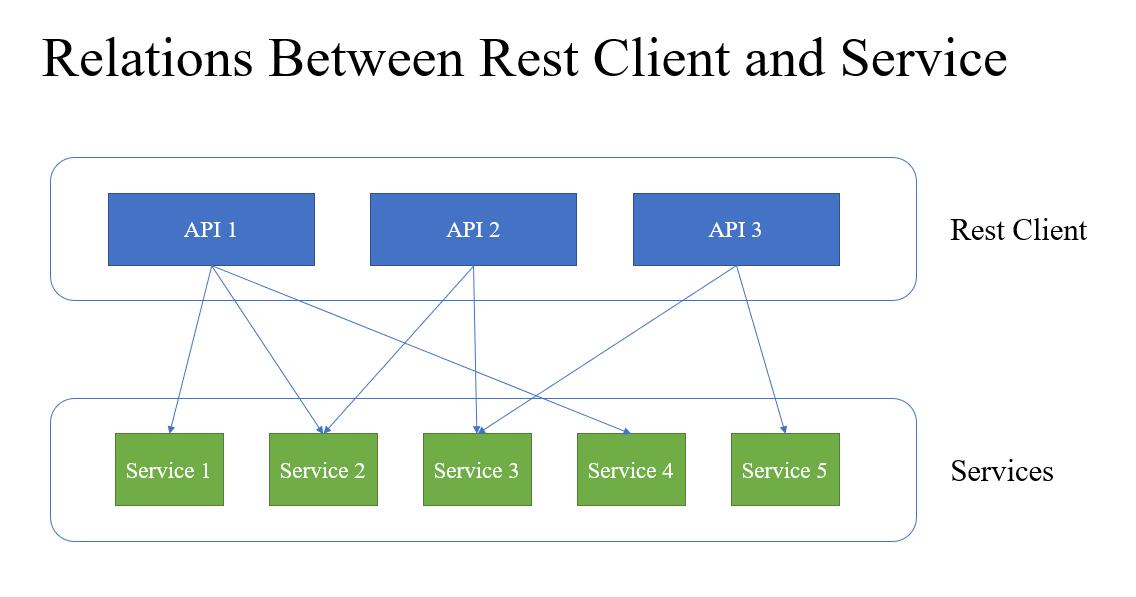 Relations Between Rest Client and Service
API 1
API 2
API 3
Rest Client
Service 1
Service 2
Service 3
Service 4
Service 5
Services